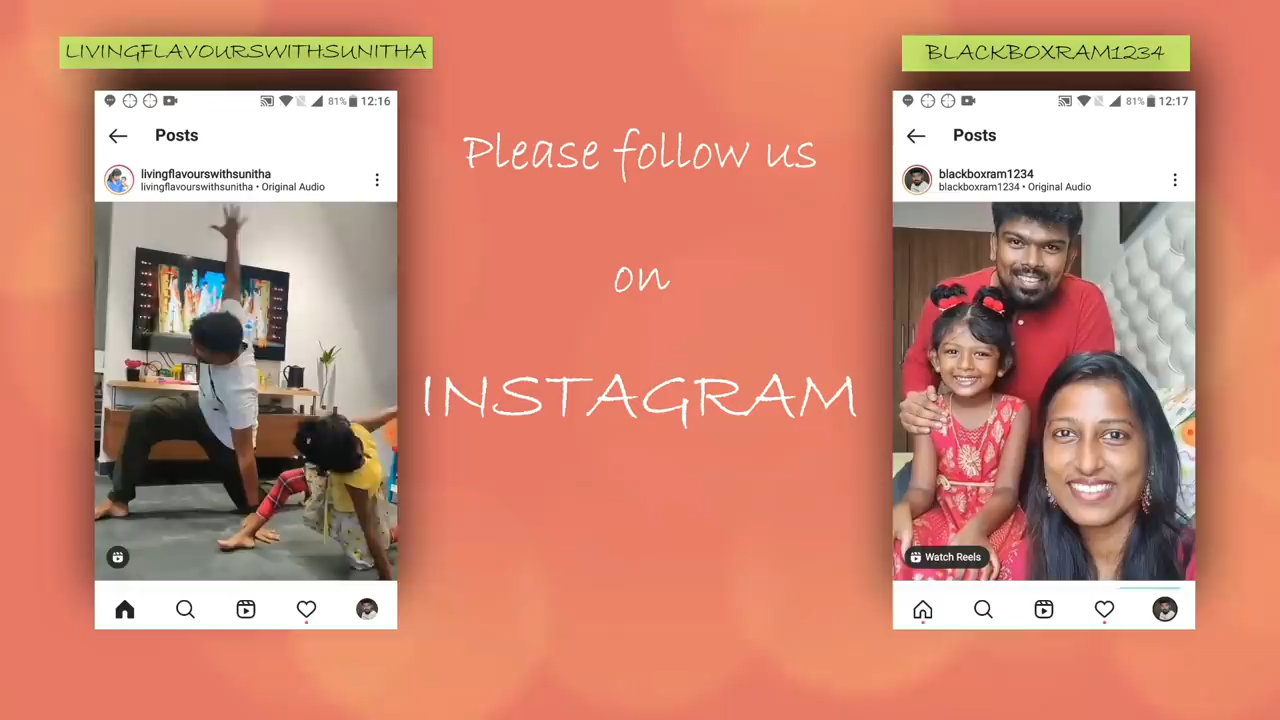 LIVINGFLAVOURSWITHSUNITHA
81% 12:16
Posts
livingflavourswithsunitha
livingflavourswithsunitha • Original Audio
Please follow us
on
INSTAGRAM
BLACKBOXRAM1234
81% 12:17
Posts
blackboxram1234
blackboxram1234 • Original Audio
Watch Reels